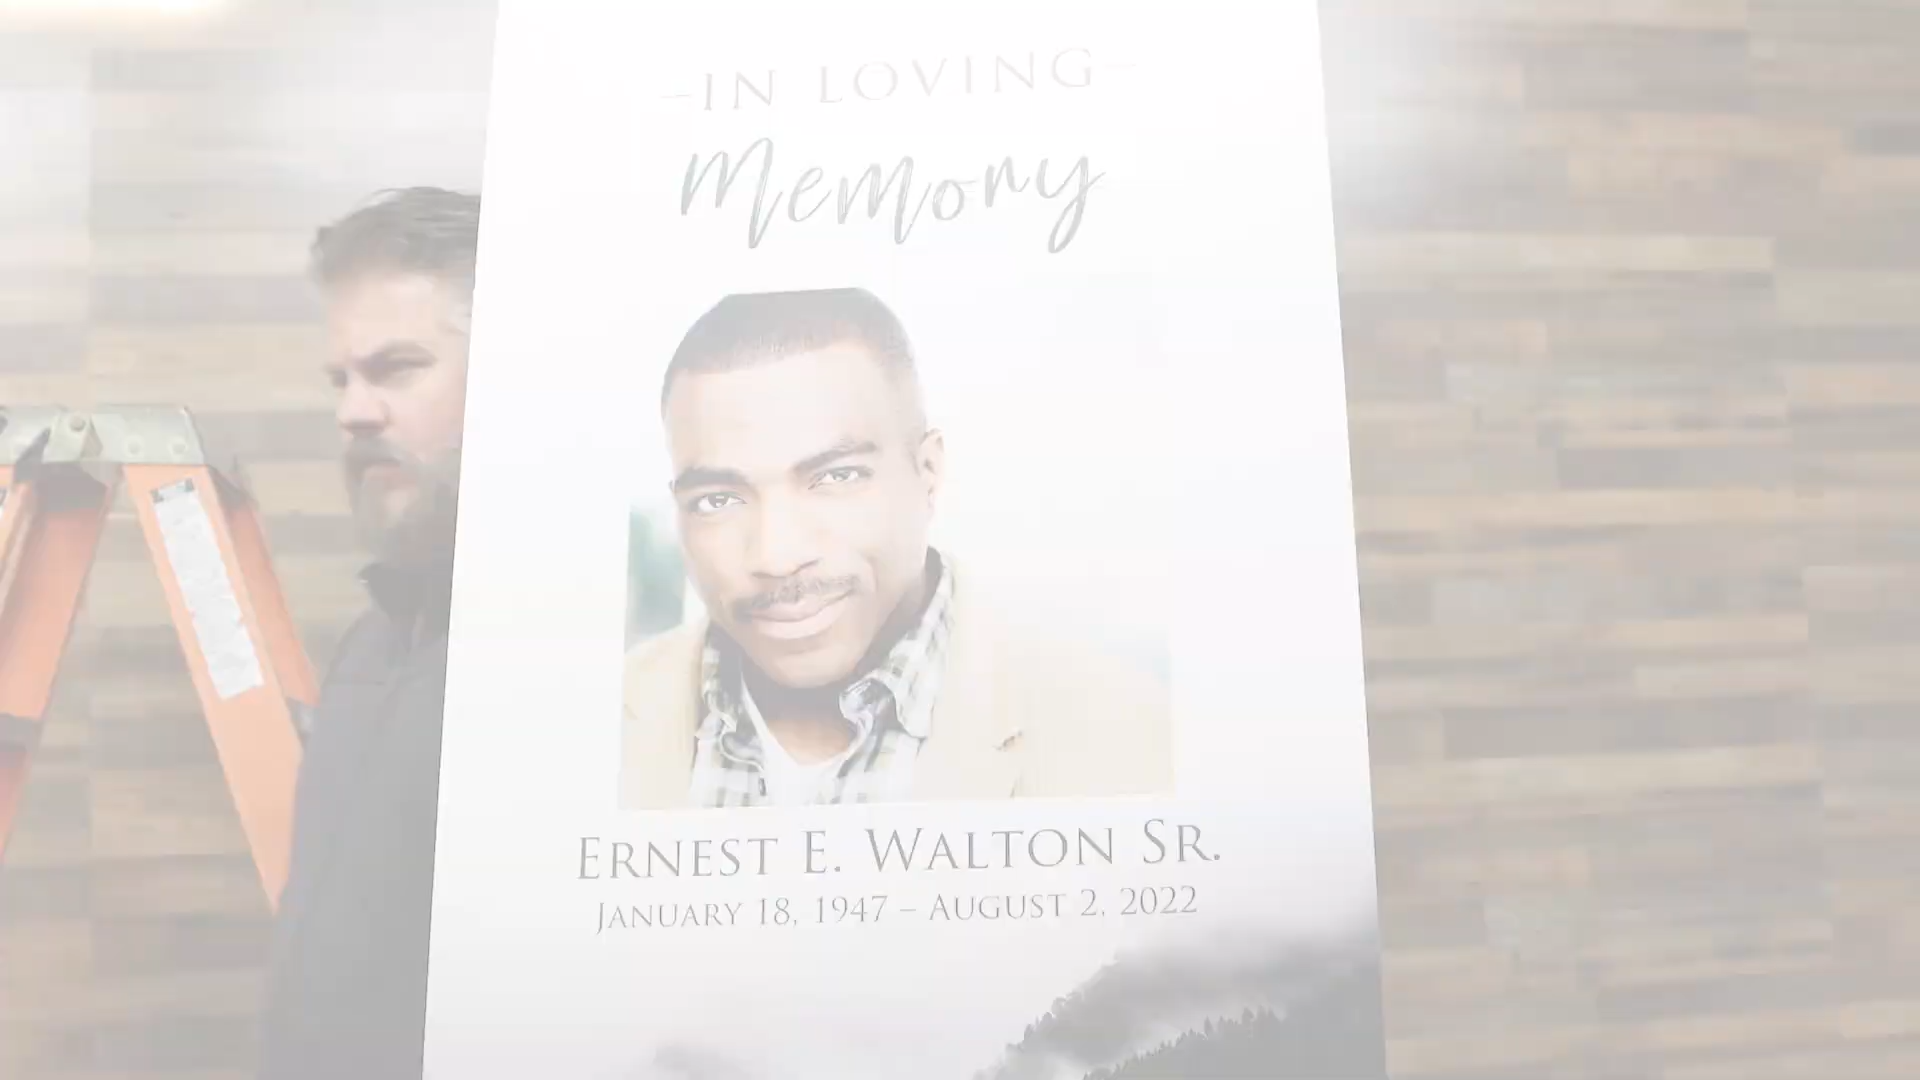 IN LOVING
Memory
ERNEST E. WALTON SR.
JANUARY 18, 1947 – AUGUST 2, 2022